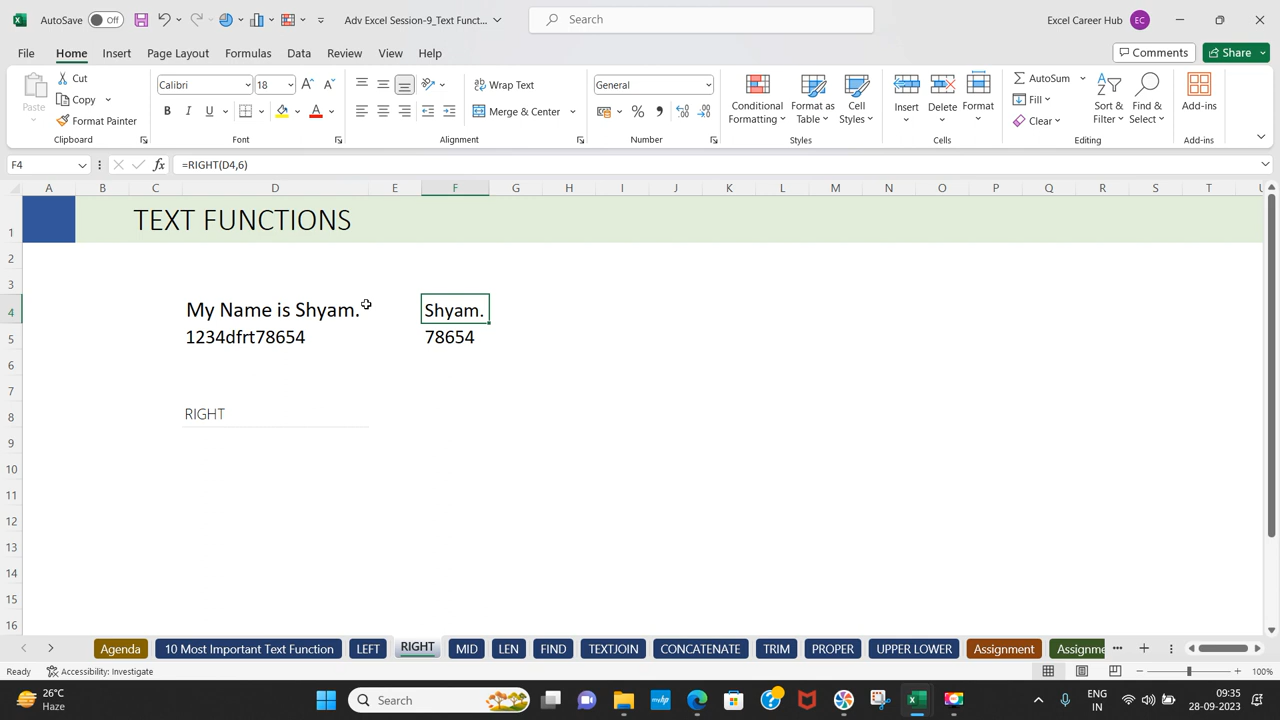 AutoSave Off Adv Excel Session-9_Text Funct... Search Excel Career Hub EC
File Home Insert Page Layout Formulas Data Review View Help Comments Share
Paste Cut Copy Format Painter Clipboard
Calibri 18 B I U A Font
ab Wrap Text Merge & Center Alignment
General % , Number
Conditional Formatting Format as Table Cell Styles Styles
Insert Delete Format
AutoSum Fill Clear Sort & Filter Find & Select Editing
Add-ins Add-ins
F4 fx =RIGHT(D4,6)
A B C D E F G H I J K L M N O P Q R S T U
1 TEXT FUNCTIONS
2
3
4 My Name is Shyam. Shyam.
5 1234dfrt78654 78654
6
7
8 RIGHT
9
10
11
12
13
14
15
16
Agenda 10 Most Important Text Function LEFT RIGHT MID LEN FIND TEXTJOIN CONCATENATE TRIM PROPER UPPER LOWER Assignment Assignme
Ready Accessibility: Investigate 100%
26°C Haze Search ENG IN 09:35 28-09-2023